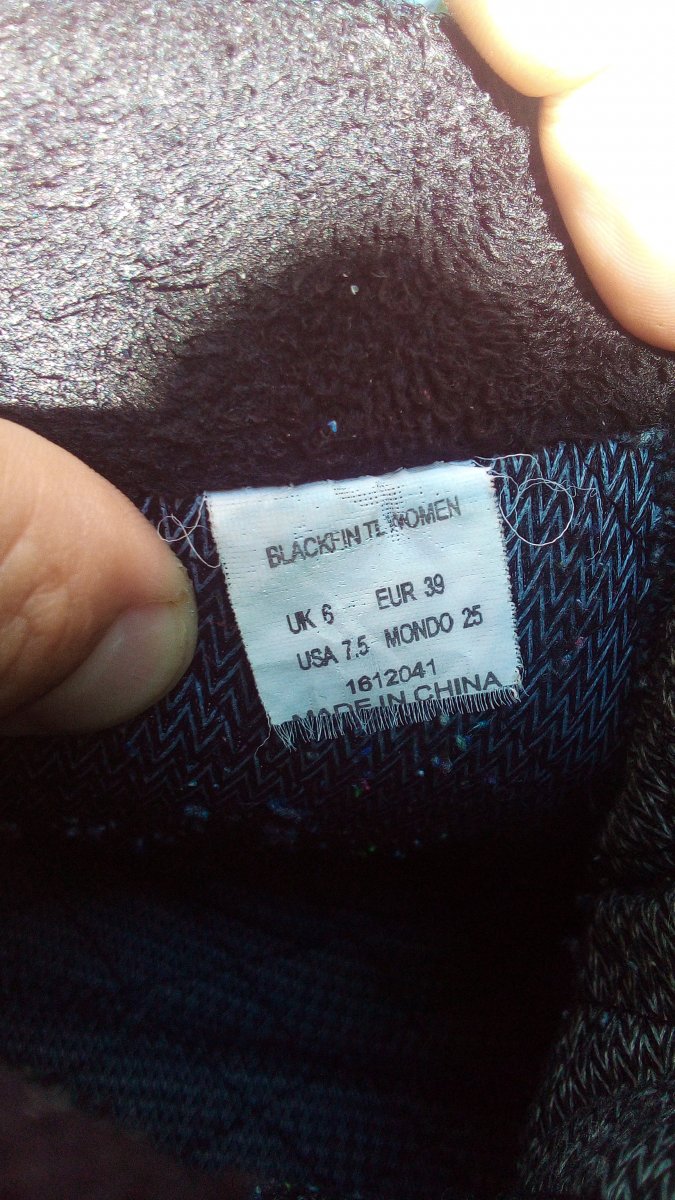 BLACKFIN TL WOMEN
UK 6 EUR 39
USA 7.5 MONDO 25
1612041
MADE IN CHINA